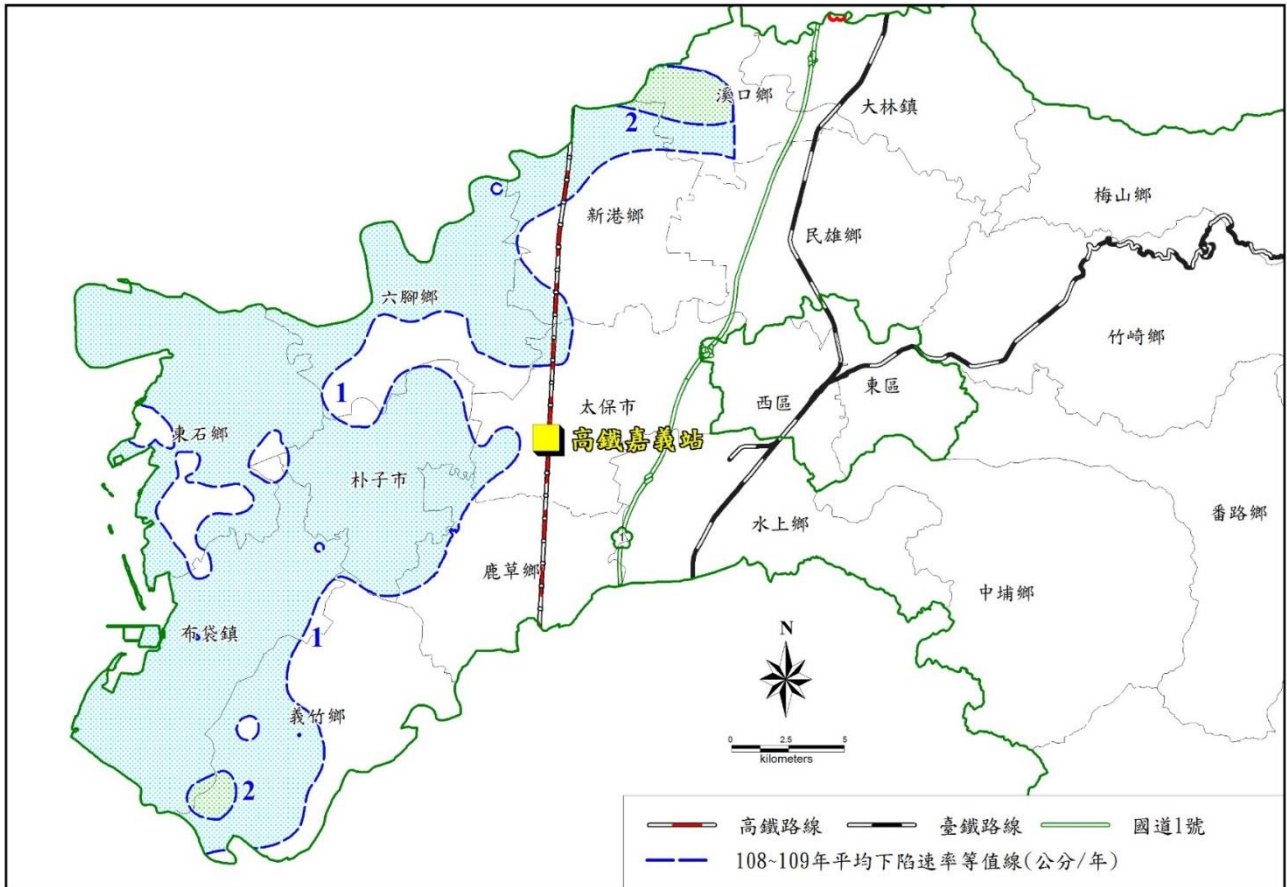 溪口鄉
大林鎮
2
梅山鄉
新港鄉
民雄鄉
六腳鄉
竹崎鄉
1
東區
西區
太保市
高鐵嘉義站
東石鄉
朴子市
番路鄉
水上鄉
1
鹿草鄉
中埔鄉
布袋鎮
1
N
義竹鄉
0 2.5 5
kilometers
2
高鐵路線 臺鐵路線 國道1號
108~109年平均下陷速率等值線(公分/年)